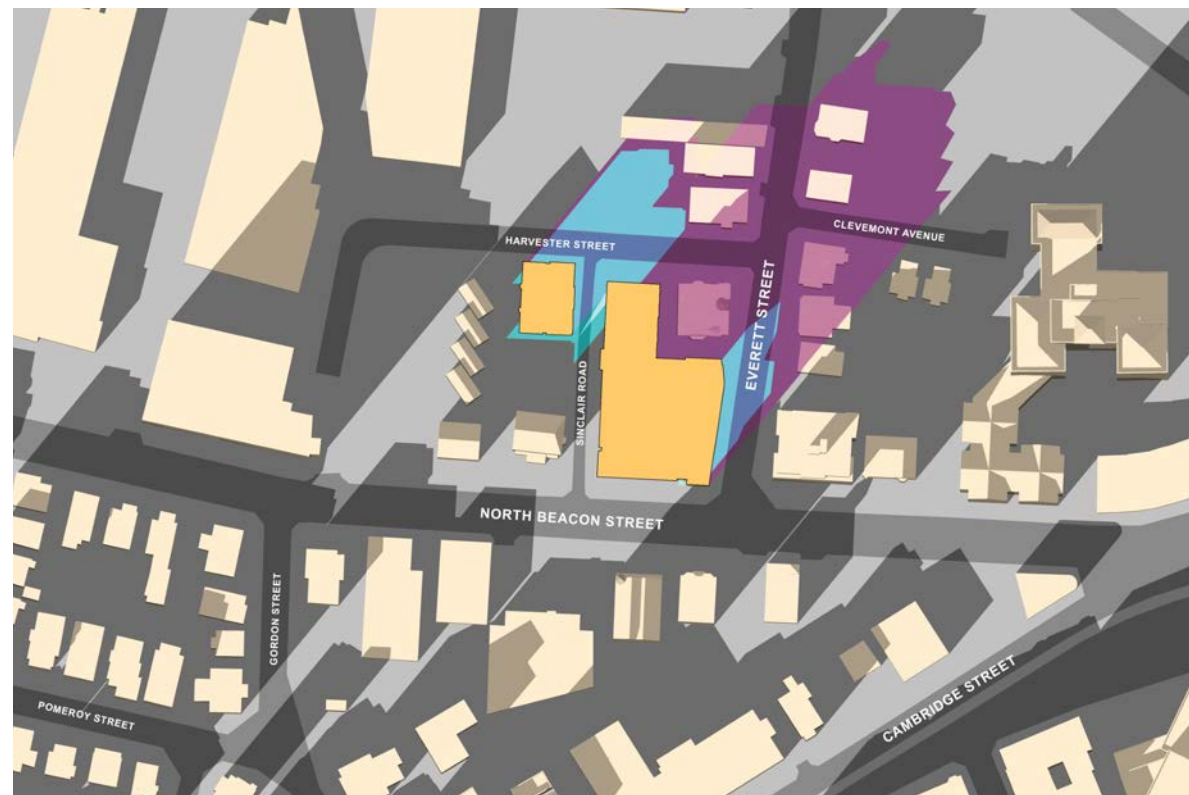 CLEVEMONT AVENUE
HARVESTER STREET
EVERETT STREET
SINCLAIR ROAD
NORTH BEACON STREET
GORDON STREET
CAMBRIDGE STREET
POMEROY STREET